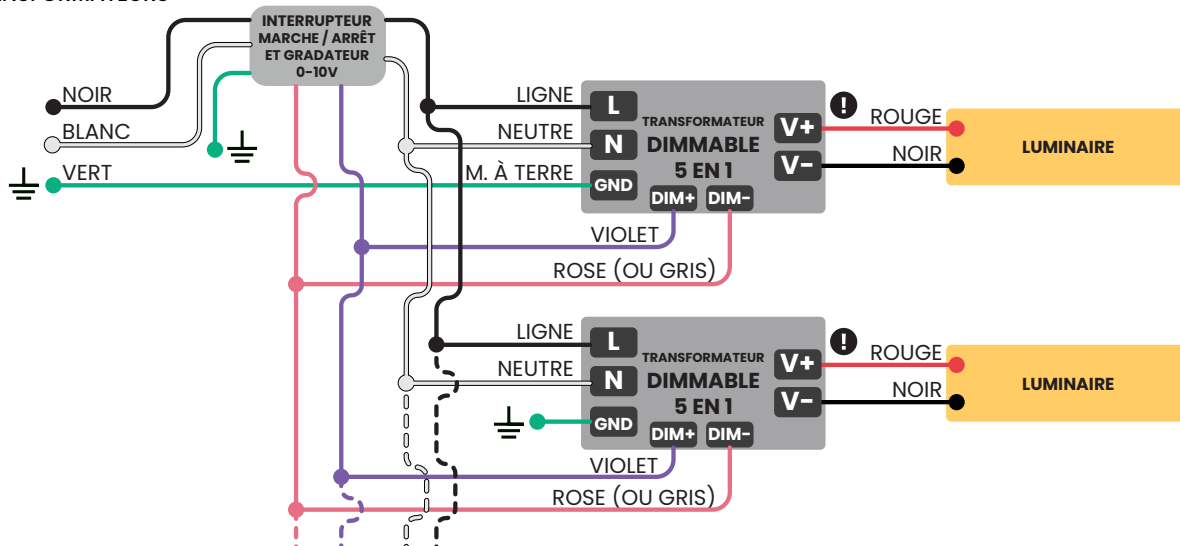 INTERRUPTEUR
MARCHE / ARRÊT
ET GRADATEUR
0-10V
NOIR
BLANC
VERT
LIGNE
NEUTRE
M. À TERRE
L
N
GND
TRANSFORMATEUR
DIMMABLE
5 EN 1
DIM+ DIM-
V+
V-
!
ROUGE
NOIR
LUMINAIRE
VIOLET
ROSE (OU GRIS)
LIGNE
NEUTRE
L
N
GND
TRANSFORMATEUR
DIMMABLE
5 EN 1
DIM+ DIM-
V+
V-
!
ROUGE
NOIR
LUMINAIRE
VIOLET
ROSE (OU GRIS)